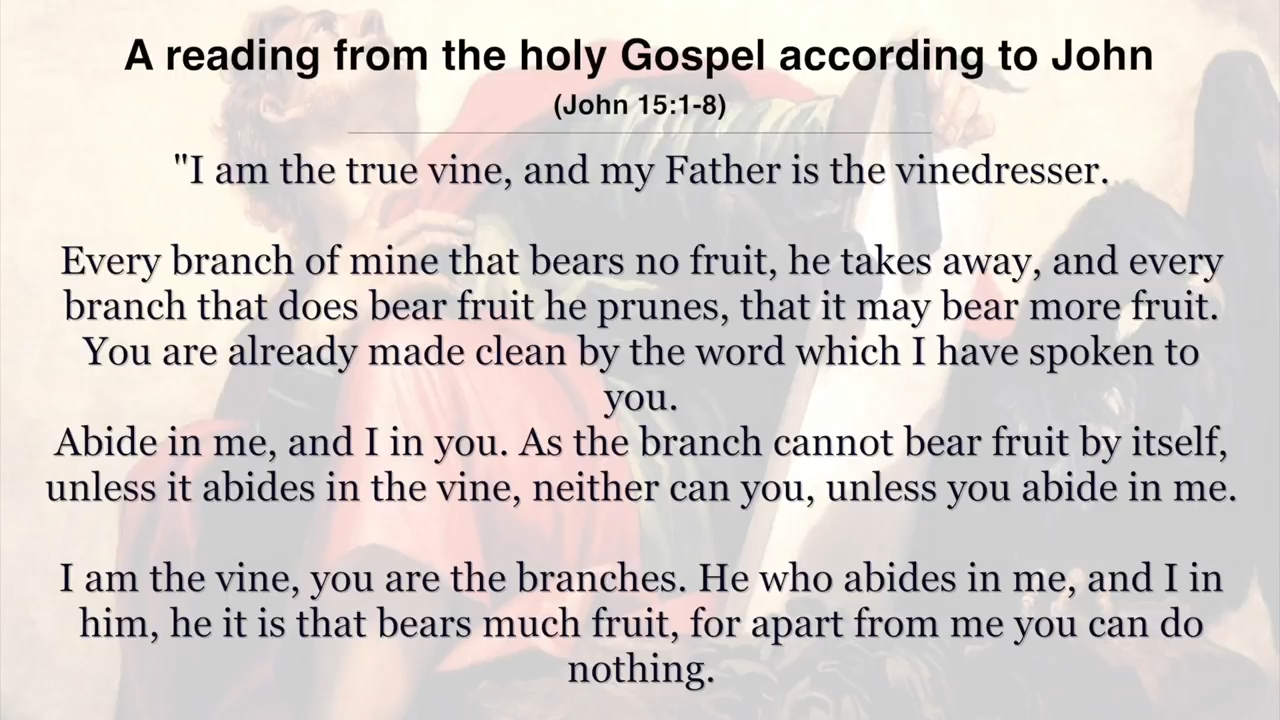 A reading from the holy Gospel according to John
(John 15:1-8)
"I am the true vine, and my Father is the vinedresser.
Every branch of mine that bears no fruit, he takes away, and every
branch that does bear fruit he prunes, that it may bear more fruit.
You are already made clean by the word which I have spoken to
you.
Abide in me, and I in you. As the branch cannot bear fruit by itself,
unless it abides in the vine, neither can you, unless you abide in me.
I am the vine, you are the branches. He who abides in me, and I in
him, he it is that bears much fruit, for apart from me you can do
nothing.